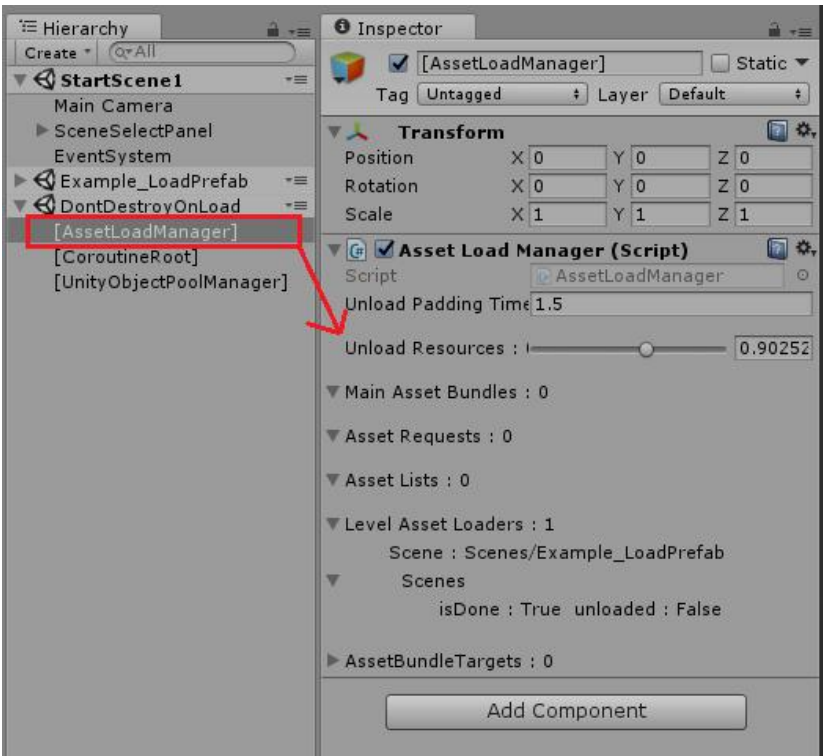 Hierarchy
Create
All
StartScene1
Main Camera
SceneSelectPanel
EventSystem
Example_LoadPrefab
DontDestroyOnLoad
[AssetLoadManager]
[CoroutineRoot]
[UnityObjectPoolManager]
Inspector
[AssetLoadManager] Static
Tag Untagged Layer Default
Transform
Position X 0 Y 0 Z 0
Rotation X 0 Y 0 Z 0
Scale X 1 Y 1 Z 1
C# Asset Load Manager (Script)
Script AssetLoadManager
Unload Padding Time 1.5
Unload Resources : 0.90252
Main Asset Bundles : 0
Asset Requests : 0
Asset Lists : 0
Level Asset Loaders : 1
Scene : Scenes/Example_LoadPrefab
Scenes
isDone : True unloaded : False
AssetBundleTargets : 0
Add Component